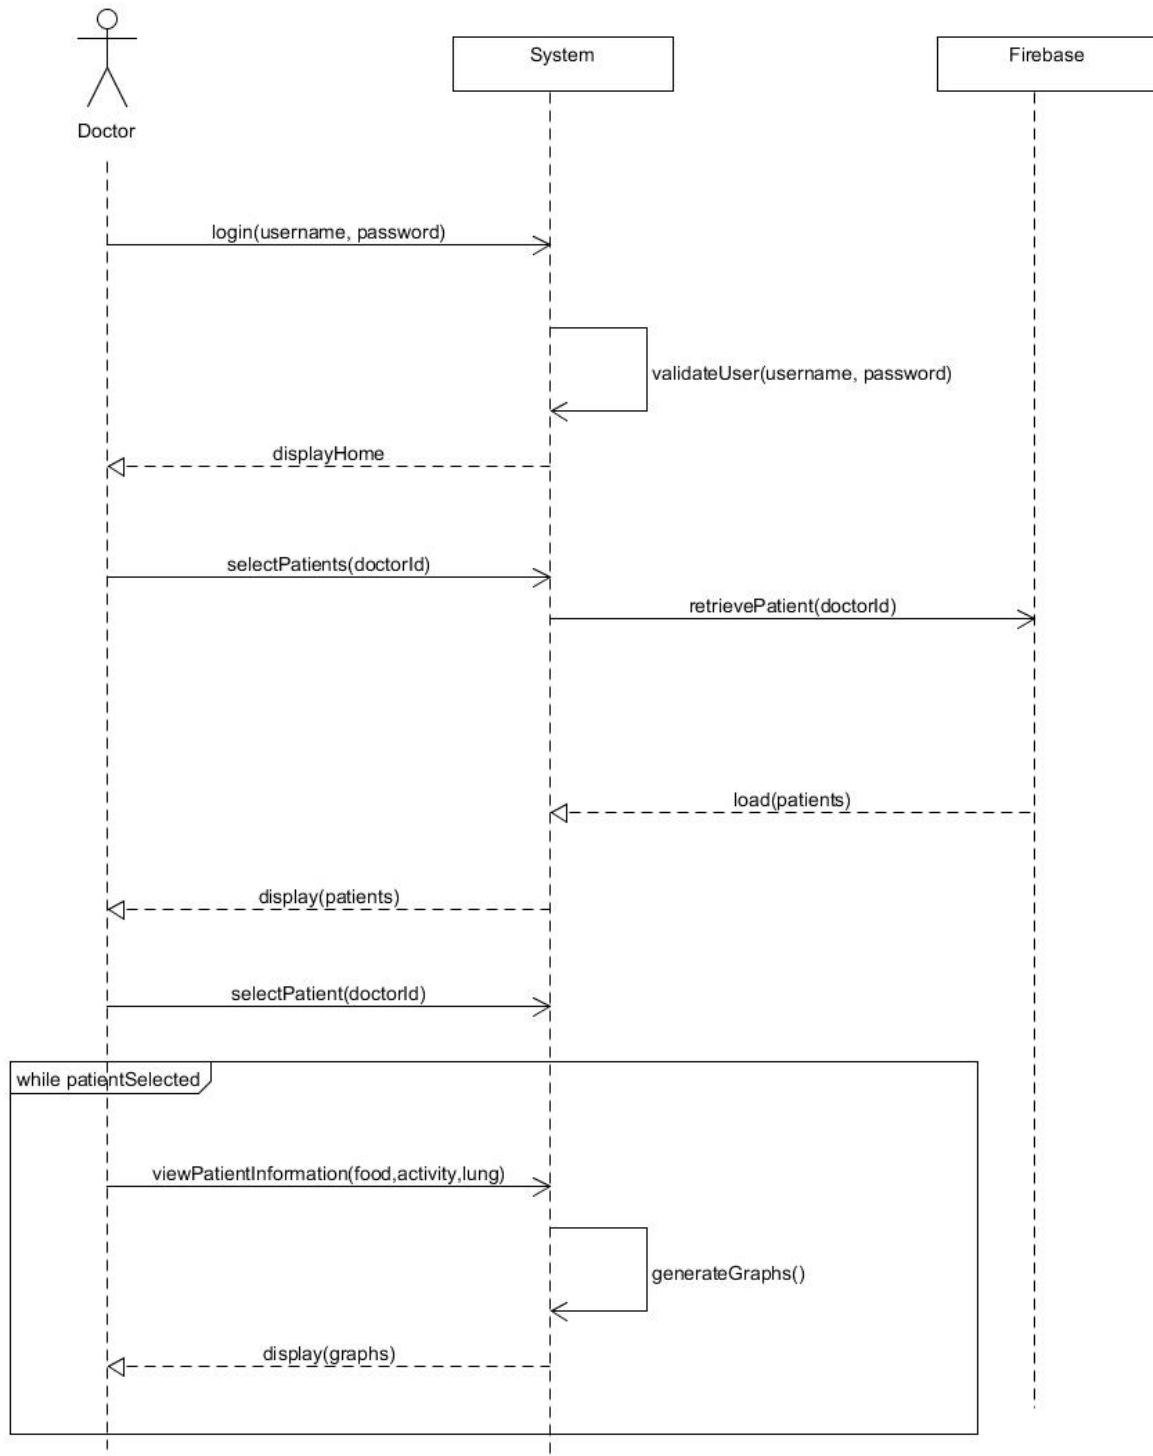 System
Firebase
Doctor
login(username, password)
validateUser(username, password)
displayHome
selectPatients(doctorId)
retrievePatient(doctorId)
load(patients)
display(patients)
selectPatient(doctorId)
while patientSelected
viewPatientInformation(food,activity,lung)
generateGraphs()
display(graphs)